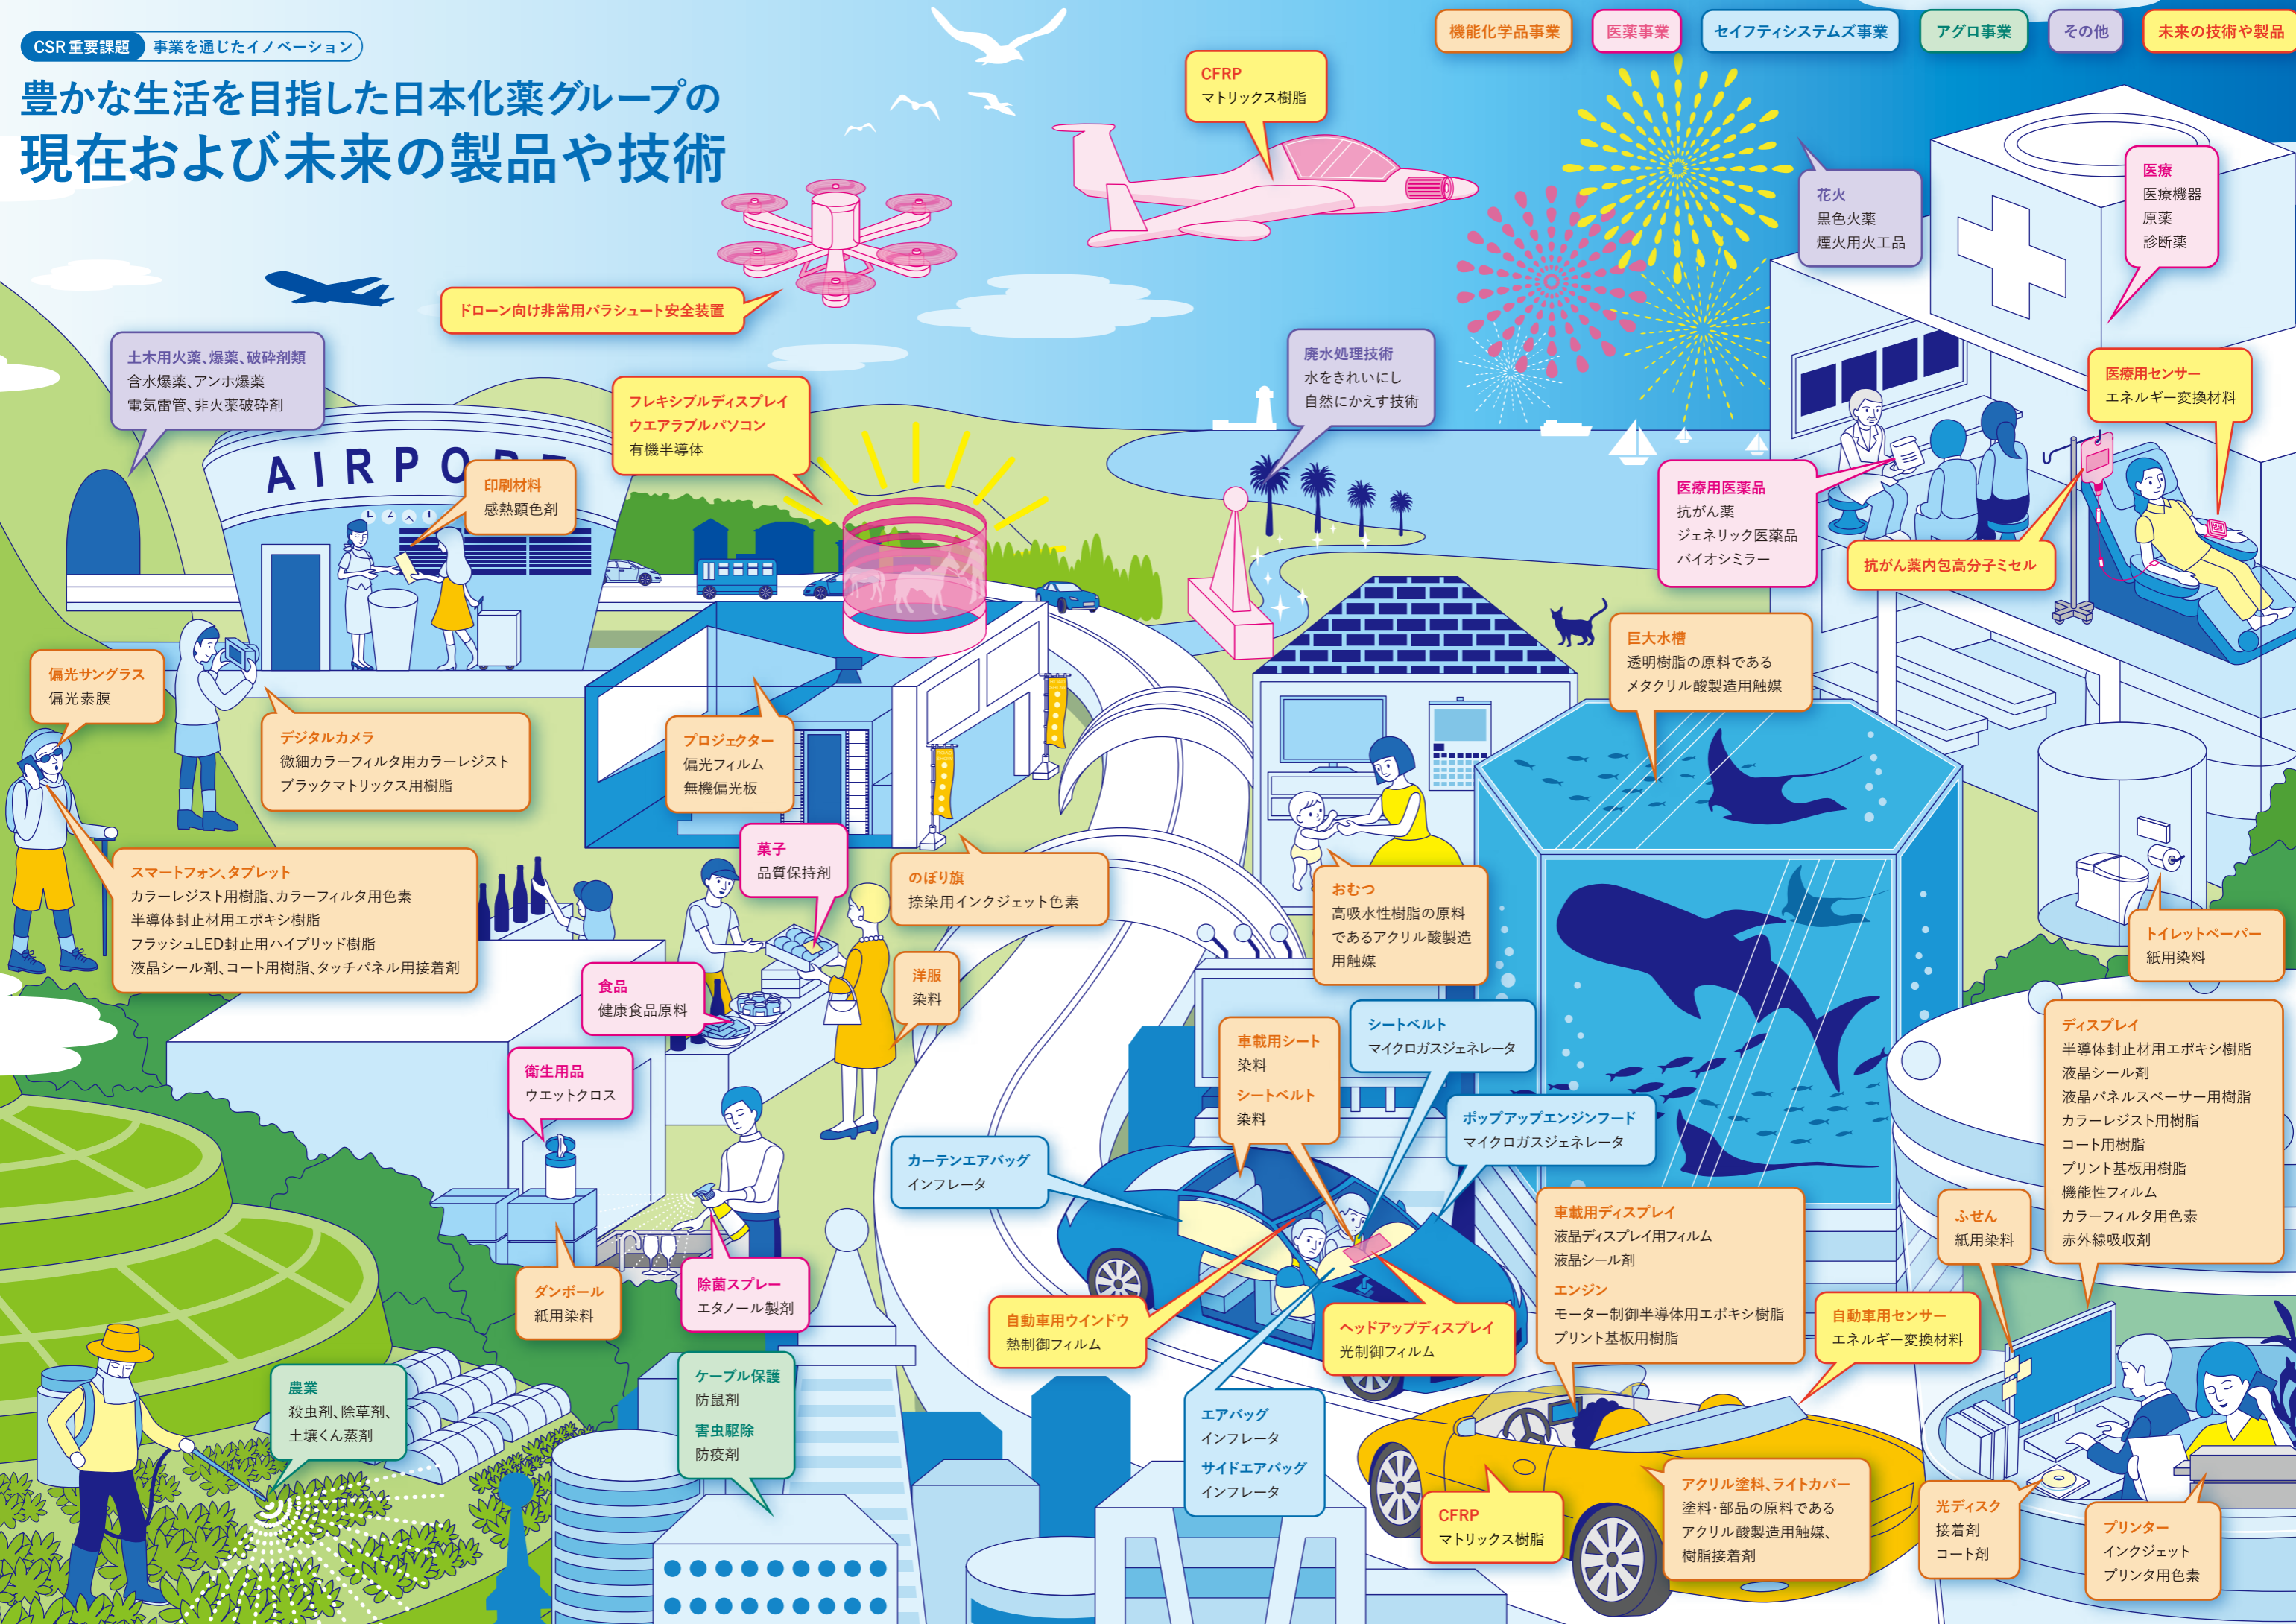 CSR重要課題 事業を通じたイノベーション
豊かな生活を目指した日本化薬グループの
現在および未来の製品や技術
機能化学品事業
医薬事業
セイフティシステムズ事業
アグロ事業
その他
未来の技術や製品
CFRP
マトリックス樹脂
花火
黒色火薬
煙火用火工品
医療
医療機器
原薬
診断薬
ドローン向け非常用パラシュート安全装置
土木用火薬、爆薬、破砕剤類
含水爆薬、アンホ爆薬
電気雷管、非火薬破砕剤
フレキシブルディスプレイ
ウエアラブルパソコン
有機半導体
廃水処理技術
水をきれいにし
自然にかえす技術
医療用センサー
エネルギー変換材料
AIRPORT
印刷材料
感熱顕色剤
医療用医薬品
抗がん薬
ジェネリック医薬品
バイオシミラー
抗がん薬内包高分子ミセル
偏光サングラス
偏光素膜
デジタルカメラ
微細カラーフィルタ用カラーレジスト
ブラックマトリックス用樹脂
プロジェクター
偏光フィルム
無機偏光板
巨大水槽
透明樹脂の原料である
メタクリル酸製造用触媒
スマートフォン、タブレット
カラーレジスト用樹脂、カラーフィルタ用色素
半導体封止材用エポキシ樹脂
フラッシュLED封止用ハイブリッド樹脂
液晶シール剤、コート用樹脂、タッチパネル用接着剤
菓子
品質保持剤
のぼり旗
捺染用インクジェット色素
おむつ
高吸水性樹脂の原料
であるアクリル酸製造
用触媒
トイレットペーパー
紙用染料
食品
健康食品原料
洋服
染料
衛生用品
ウエットクロス
車載用シート
染料
シートベルト
染料
シートベルト
マイクロガスジェネレータ
ポップアップエンジンフード
マイクロガスジェネレータ
ディスプレイ
半導体封止材用エポキシ樹脂
液晶シール剤
液晶パネルスペーサー用樹脂
カラーレジスト用樹脂
コート用樹脂
プリント基板用樹脂
機能性フィルム
カラーフィルタ用色素
赤外線吸収剤
カーテンエアバッグ
インフレータ
車載用ディスプレイ
液晶ディスプレイ用フィルム
液晶シール剤
エンジン
モーター制御半導体用エポキシ樹脂
プリント基板用樹脂
ふせん
紙用染料
ダンボール
紙用染料
除菌スプレー
エタノール製剤
自動車用ウインドウ
熱制御フィルム
ヘッドアップディスプレイ
光制御フィルム
自動車用センサー
エネルギー変換材料
農業
殺虫剤、除草剤、
土壌くん蒸剤
ケーブル保護
防鼠剤
害虫駆除
防疫剤
エアバッグ
インフレータ
サイドエアバッグ
インフレータ
CFRP
マトリックス樹脂
アクリル塗料、ライトカバー
塗料・部品の原料である
アクリル酸製造用触媒、
樹脂接着剤
光ディスク
接着剤
コート剤
プリンター
インクジェット
プリンタ用色素